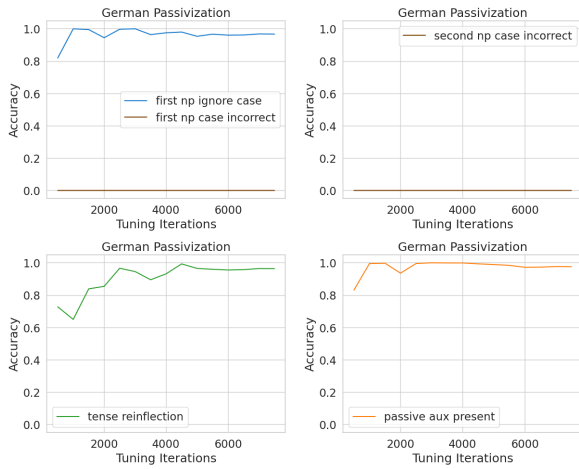 German Passivization
1.0
0.8
0.6
0.4
0.2
0.0
Accuracy
first np ignore case
first np case incorrect
2000
4000
6000
Tuning Iterations
German Passivization
1.0
0.8
0.6
0.4
0.2
0.0
Accuracy
second np case incorrect
2000
4000
6000
Tuning Iterations
German Passivization
1.0
0.8
0.6
0.4
0.2
0.0
Accuracy
tense reinflection
2000
4000
6000
Tuning Iterations
German Passivization
1.0
0.8
0.6
0.4
0.2
0.0
Accuracy
passive aux present
2000
4000
6000
Tuning Iterations